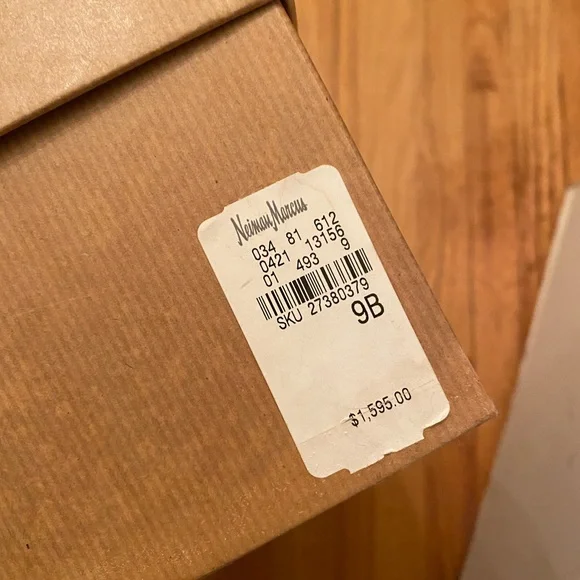 Neiman Marcus
034 81 612
0421 13156
01 493 9
SKU 27380379
9B
$1,595.00